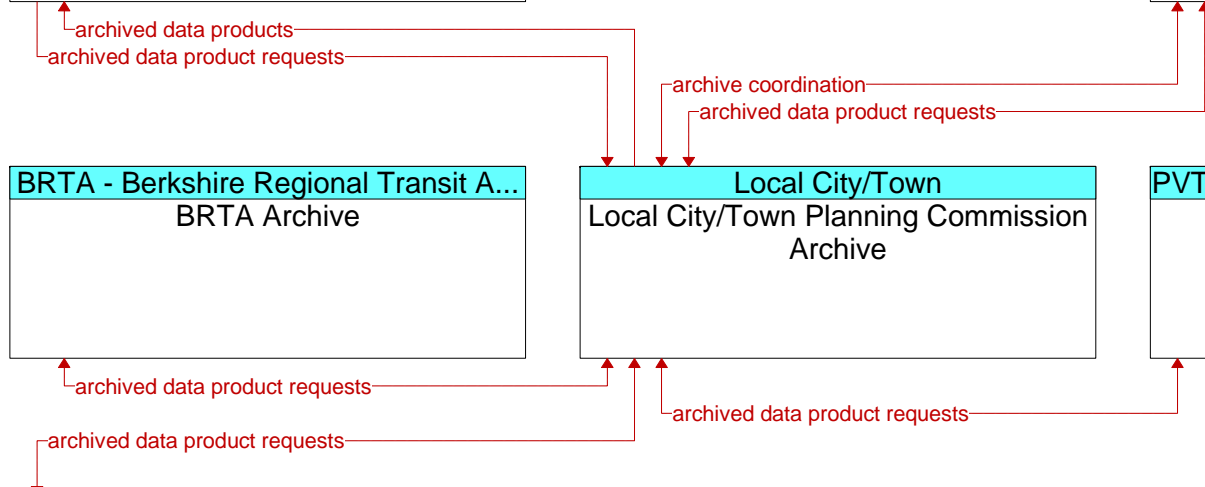 archived data products
archived data product requests
archive coordination
archived data product requests
BRTA - Berkshire Regional Transit A...
BRTA Archive
Local City/Town
Local City/Town Planning Commission
Archive
PVT
archived data product requests
archived data product requests
archived data product requests